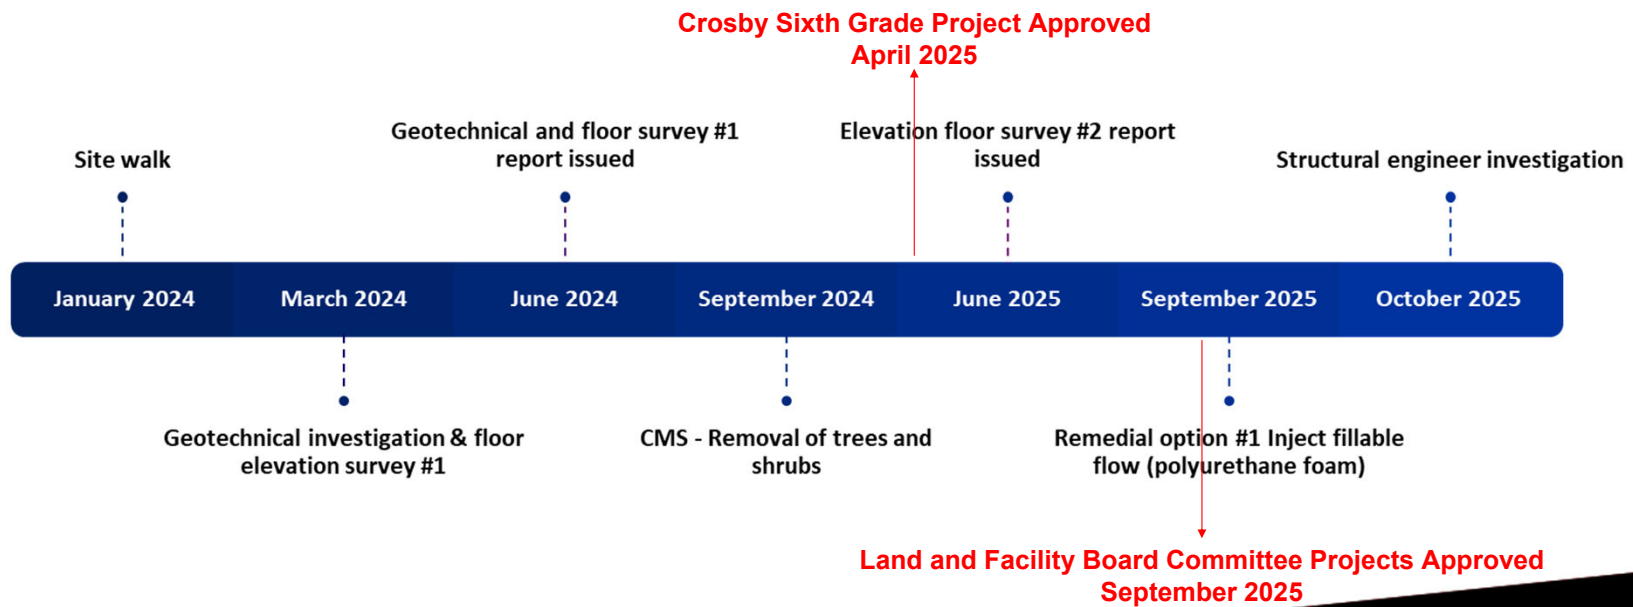 Crosby Sixth Grade Project Approved
April 2025
Geotechnical and floor survey #1
report issued
Elevation floor survey #2 report
issued
Site walk
Structural engineer investigation
January 2024
March 2024
June 2024
September 2024
June 2025
September 2025
October 2025
Geotechnical investigation & floor
elevation survey #1
CMS - Removal of trees and
shrubs
Remedial option #1 Inject fillable
flow (polyurethane foam)
Land and Facility Board Committee Projects Approved
September 2025